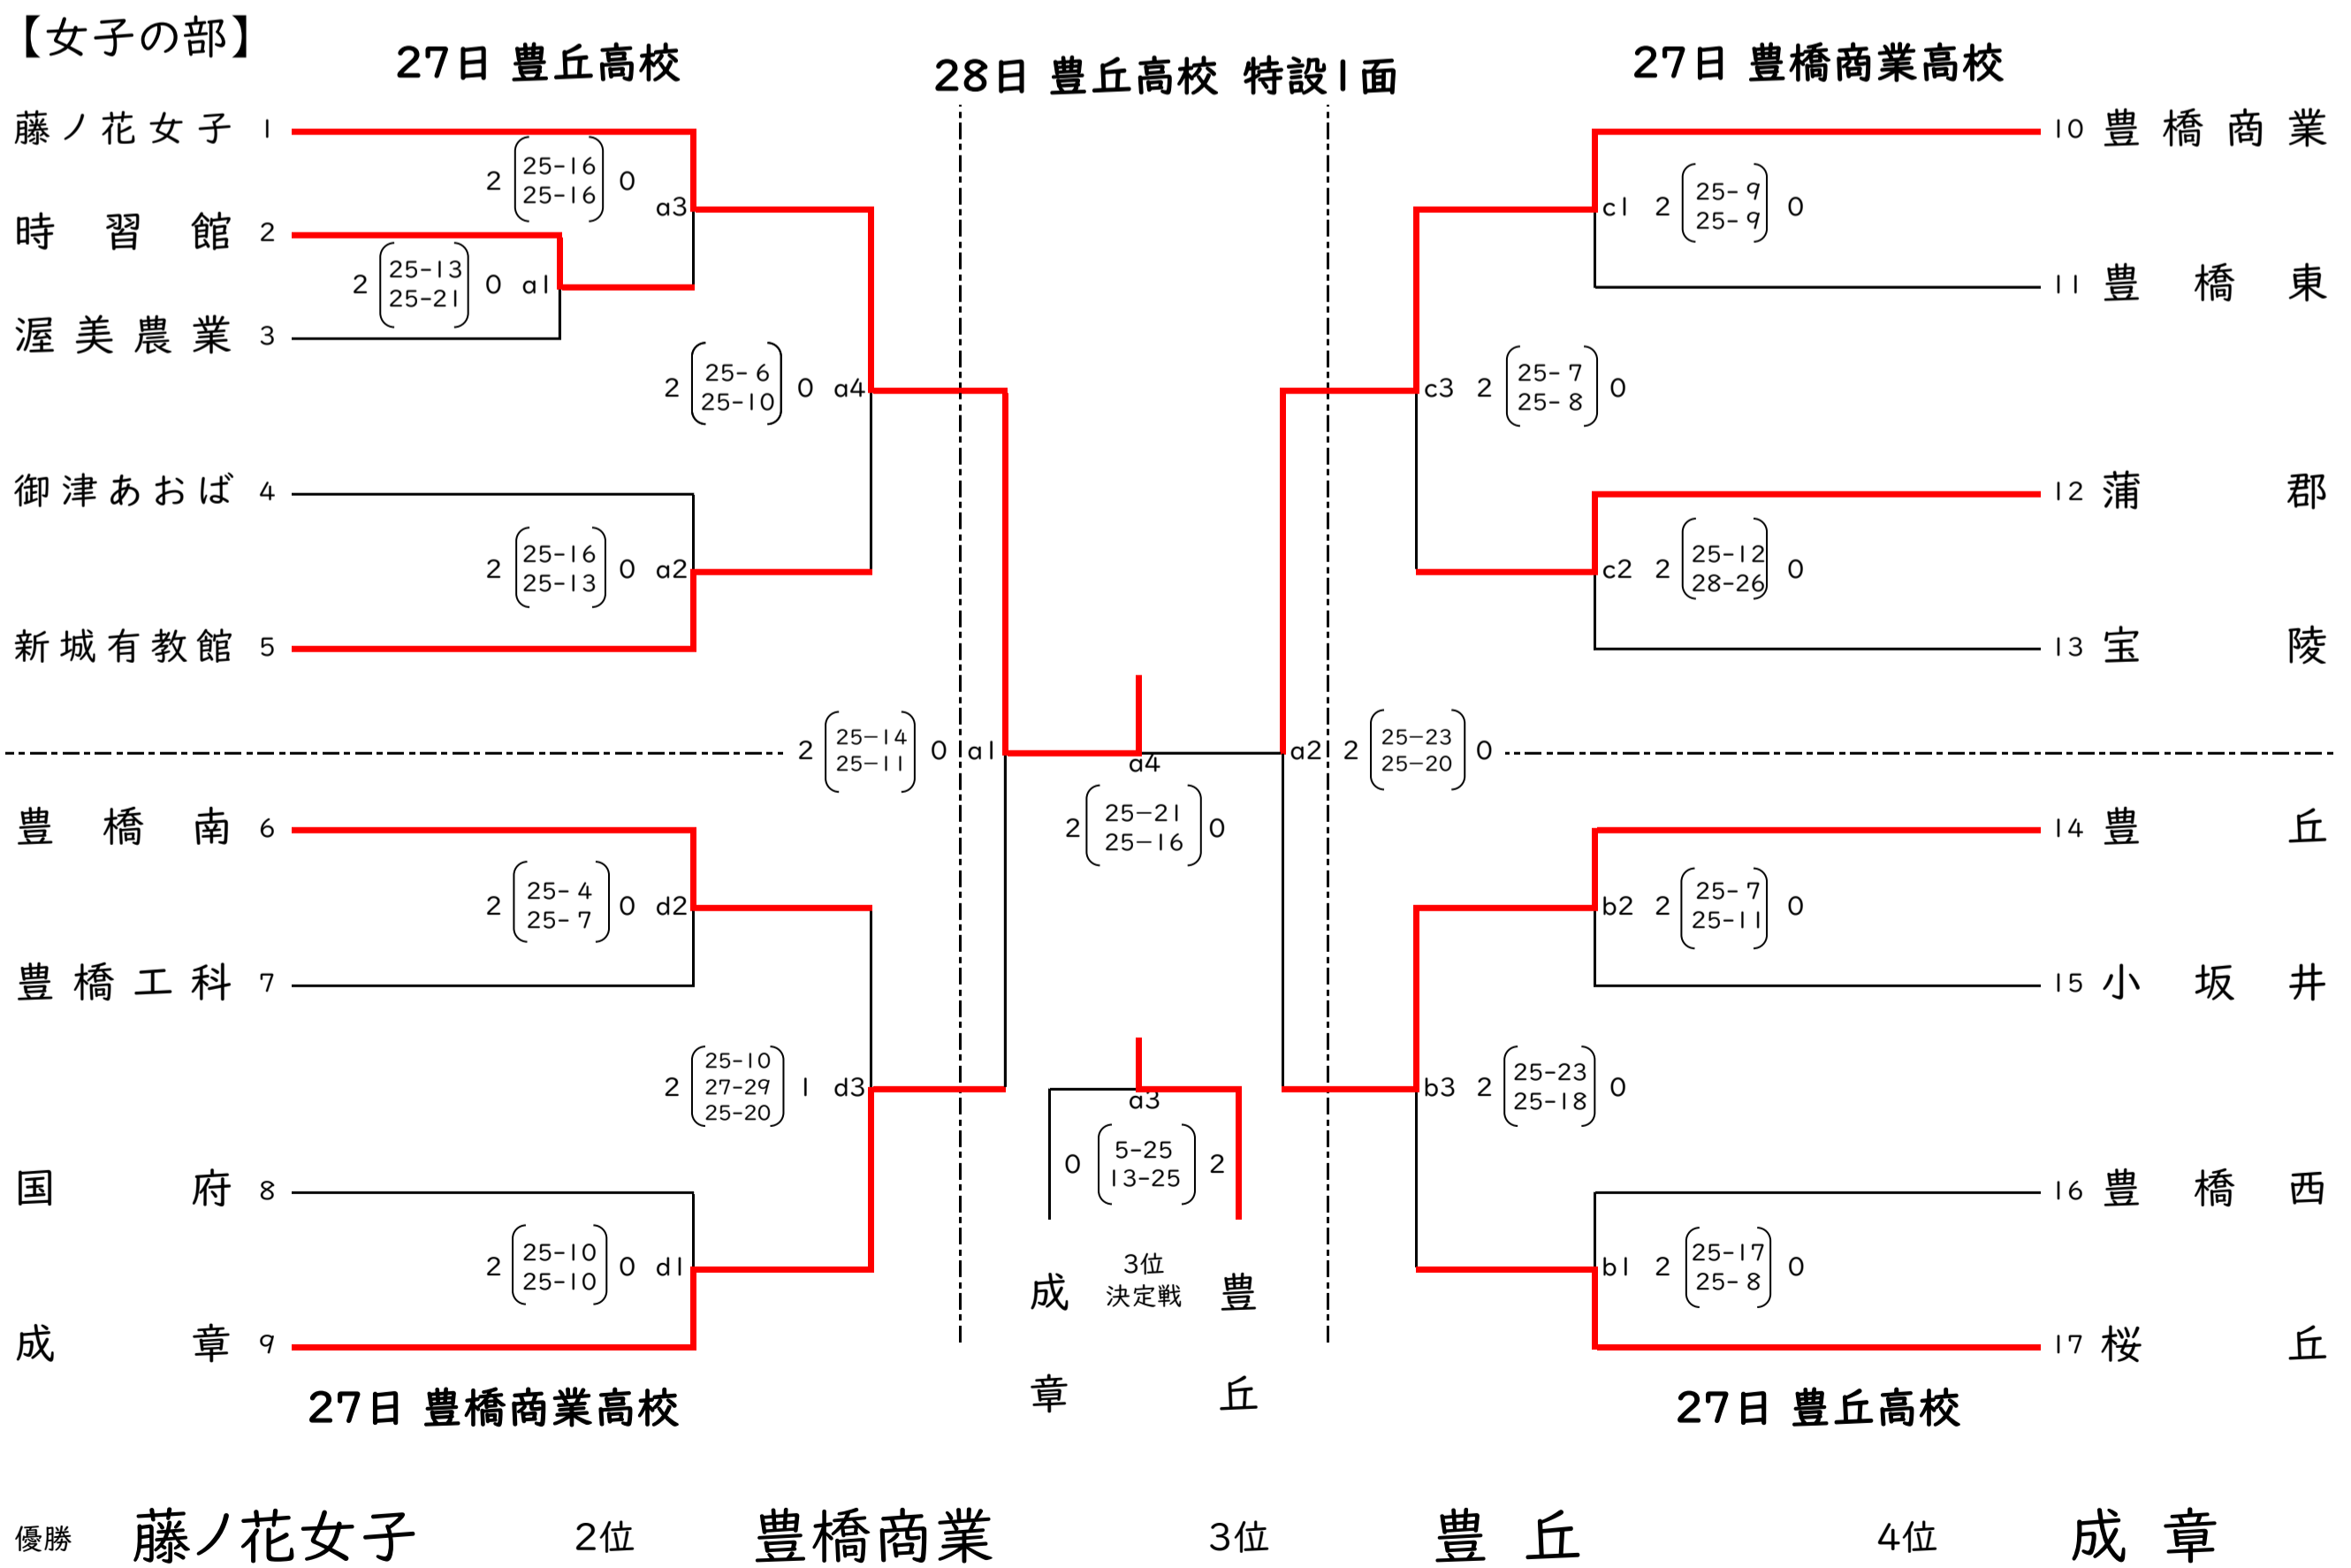 【女子の部】
27日 豊丘高校
28日 豊丘高校 特設1面
27日 豊橋商業高校
藤ノ花女子 1
2 25-16 0
25-16
a3
時習館 2
2 25-13 0 a1
25-21
渥美農業 3
2 25- 6 0 a4
25-10
御津あおば 4
2 25-16 0 a2
25-13
新城有教館 5
2 25-14 0 a1
25-11
豊橋南 6
2 25- 4 0 d2
25- 7
豊橋工科 7
2 25-10 1 d3
27-29
25-20
国府 8
2 25-10 0 d1
25-10
成章 9
27日 豊橋商業高校
a4
2 25-21 0
25-16
a3
0 5-25 2
13-25
3位
決定戦
成章
豊丘
10 豊橋商業
c1 2 25- 9 0
25- 9
11 豊橋東
c3 2 25- 7 0
25- 8
12 蒲郡
c2 2 25-12 0
28-26
13 宝陵
a2 2 25-23 0
25-20
14 豊丘
b2 2 25- 7 0
25-11
15 小坂井
b3 2 25-23 0
25-18
16 豊橋西
b1 2 25-17 0
25- 8
17 桜丘
27日 豊丘高校
優勝 藤ノ花女子 2位 豊橋商業 3位 豊丘 4位 成章